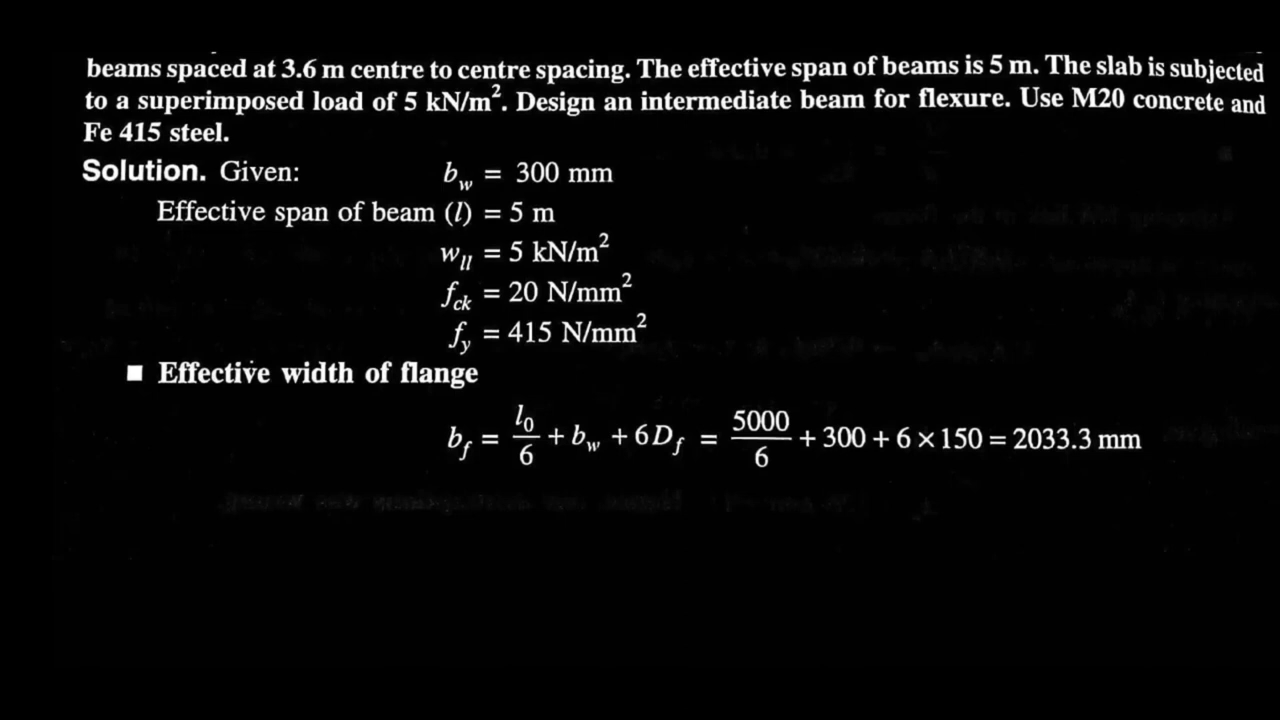 beams spaced at 3.6 m centre to centre spacing. The effective span of beams is 5 m. The slab is subjected
to a superimposed load of 5 kN/m². Design an intermediate beam for flexure. Use M20 concrete and
Fe 415 steel.
Solution. Given: b_w = 300 mm
Effective span of beam (l) = 5 m
w_ll = 5 kN/m²
f_ck = 20 N/mm²
f_y = 415 N/mm²
■ Effective width of flange
b_f = l_0/6 + b_w + 6D_f = 5000/6 + 300 + 6 × 150 = 2033.3 mm